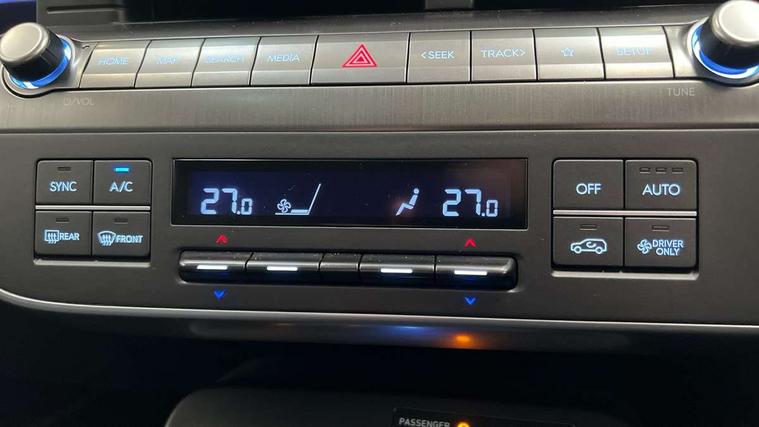 HOME MAP SEARCH MEDIA <SEEK TRACK> SETUP
⏻/VOL TUNE
SYNC A/C 27.0 27.0 OFF AUTO
REAR FRONT DRIVER
ONLY
PASSENGER